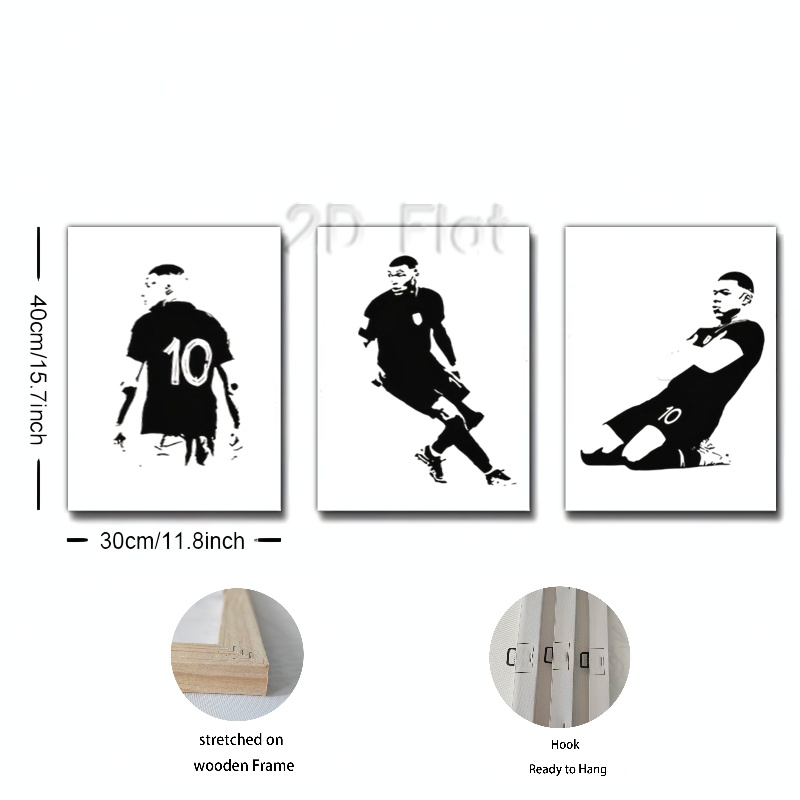 2D Flat
40cm/15.7inch
10
10
30cm/11.8inch
stretched on
wooden Frame
Hook
Ready to Hang